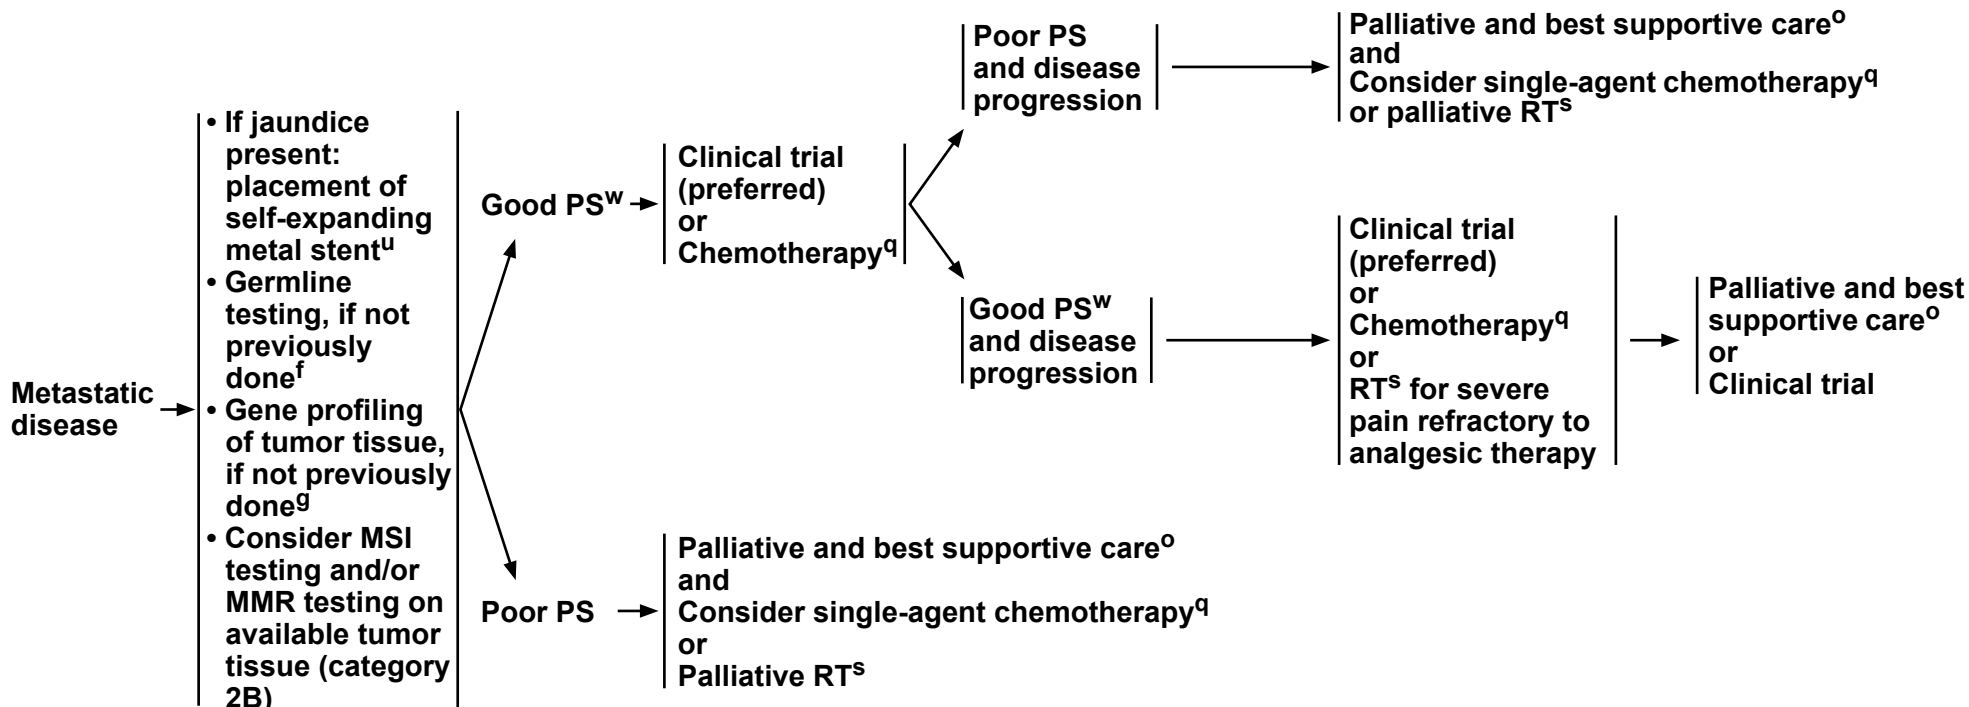 Metastatic
disease
• If jaundice
present:
placement of
self-expanding
metal stentᵘ
• Germline
testing, if not
previously
doneᶠ
• Gene profiling
of tumor tissue,
if not previously
doneᵍ
• Consider MSI
testing and/or
MMR testing on
available tumor
tissue (category
2B)
Good PSʷ
Clinical trial
(preferred)
or
Chemotherapy^q
Poor PS
and disease
progression
Palliative and best supportive careᵒ
and
Consider single-agent chemotherapy^q
or palliative RTˢ
Good PSʷ
and disease
progression
Clinical trial
(preferred)
or
Chemotherapy^q
or
RTˢ for severe
pain refractory to
analgesic therapy
Palliative and best
supportive careᵒ
or
Clinical trial
Poor PS
Palliative and best supportive careᵒ
and
Consider single-agent chemotherapy^q
or
Palliative RTˢ